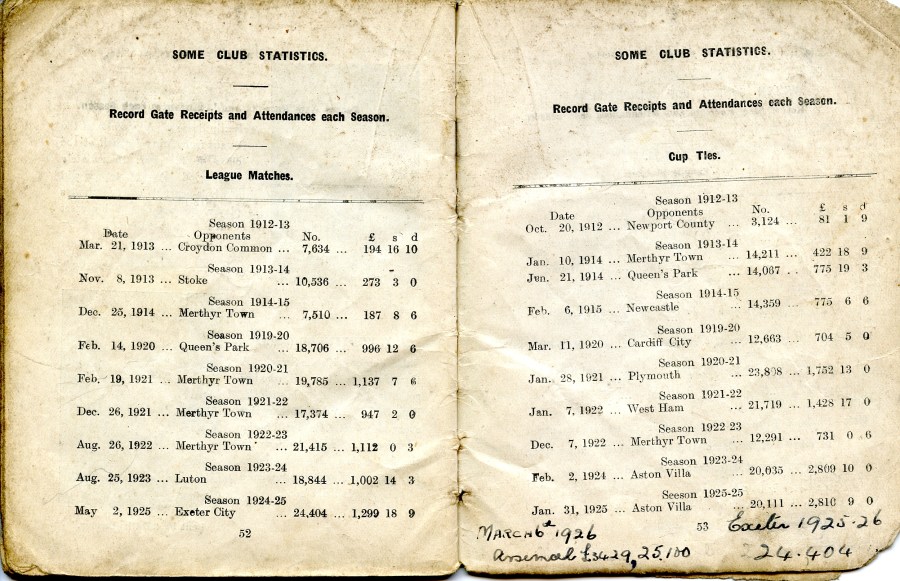 SOME CLUB STATISTICS.
Record Gate Receipts and Attendances each Season.
League Matches.
Season 1912-13
Date Opponents No. £ s d
Mar. 21, 1913 ... Croydon Common ... 7,634 ... 194 16 10
Season 1913-14
Nov. 8, 1913 ... Stoke ... 10,536 ... 273 3 0
Season 1914-15
Dec. 25, 1914 ... Merthyr Town ... 7,510 ... 187 8 6
Season 1919-20
Feb. 14, 1920 ... Queen's Park ... 18,706 ... 996 12 6
Season 1920-21
Feb. 19, 1921 ... Merthyr Town ... 19,785 ... 1,137 7 6
Season 1921-22
Dec. 26, 1921 ... Merthyr Town ... 17,374 ... 947 2 0
Season 1922-23
Aug. 26, 1922 ... Merthyr Town ... 21,415 ... 1,112 0 3
Season 1923-24
Aug. 25, 1923 ... Luton ... 18,844 ... 1,002 14 3
Season 1924-25
May 2, 1925 ... Exeter City ... 24,404 ... 1,299 18 9
52
SOME CLUB STATISTICS.
Record Gate Receipts and Attendances each Season.
Cup Ties.
Season 1912-13
Date Opponents No. £ s d
Oct. 20, 1912 ... Newport County ... 3,124 ... 81 1 9
Season 1913-14
Jan. 10, 1914 ... Merthyr Town ... 14,211 ... 422 18 9
Jun. 21, 1914 ... Queen's Park ... 14,067 .. 775 19 3
Season 1914-15
Feb. 6, 1915 ... Newcastle ... 14,359 ... 775 6 6
Season 1919-20
Mar. 11, 1920 ... Cardiff City ... 12,663 ... 704 5 0
Season 1920-21
Jan. 28, 1921 ... Plymouth ... 23,808 ... 1,752 13 0
Season 1921-22
Jan. 7, 1922 ... West Ham ... 21,719 ... 1,428 17 0
Season 1922 23
Dec. 7, 1922 ... Merthyr Town ... 12,291 ... 731 0 6
Season 1923-24
Feb. 2, 1924 ... Aston Villa ... 20,035 ... 2,809 10 0
Seeson 1925-25
Jan. 31, 1925 ... Aston Villa ... 20,111 ... 2,810 9 0
53
MARCH 6th 1926
Arsenal £3429, 25,100
Exeter 1925-26
24.404